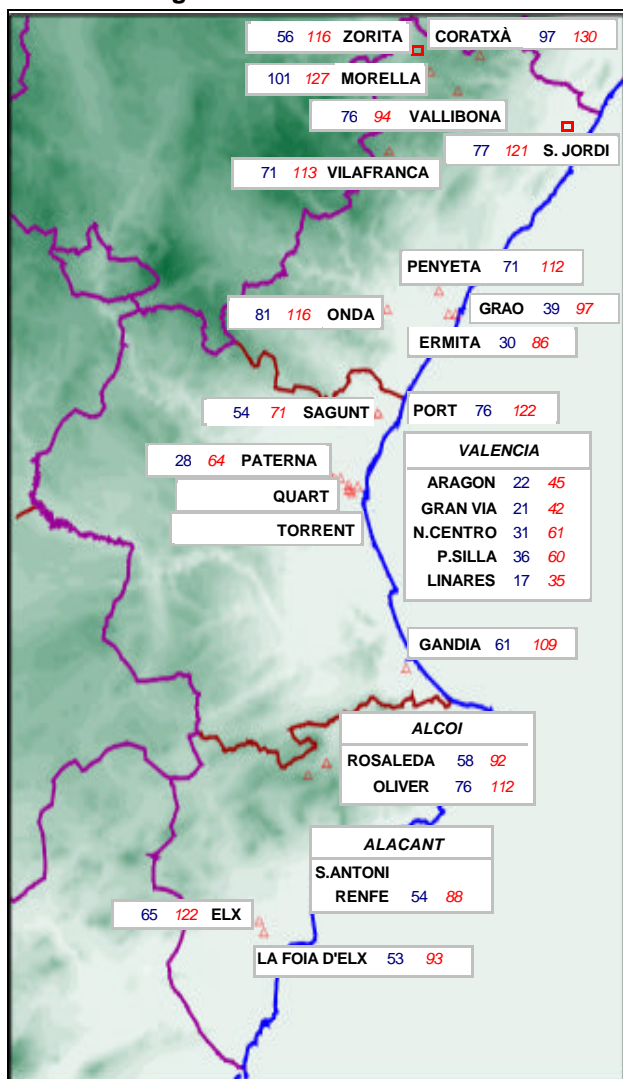 56 116 ZORITA
CORATXÀ 97 130
101 127 MORELLA
76 94 VALLIBONA
77 121 S. JORDI
71 113 VILAFRANCA
PENYETA 71 112
81 116 ONDA
GRAO 39 97
ERMITA 30 86
54 71 SAGUNT
PORT 76 122
VALENCIA
ARAGON 22 45
GRAN VIA 21 42
N.CENTRO 31 61
P.SILLA 36 60
LINARES 17 35
28 64 PATERNA
QUART
TORRENT
GANDIA 61 109
ALCOI
ROSALEDA 58 92
OLIVER 76 112
ALACANT
S.ANTONI
RENFE 54 88
65 122 ELX
LA FOIA D'ELX 53 93